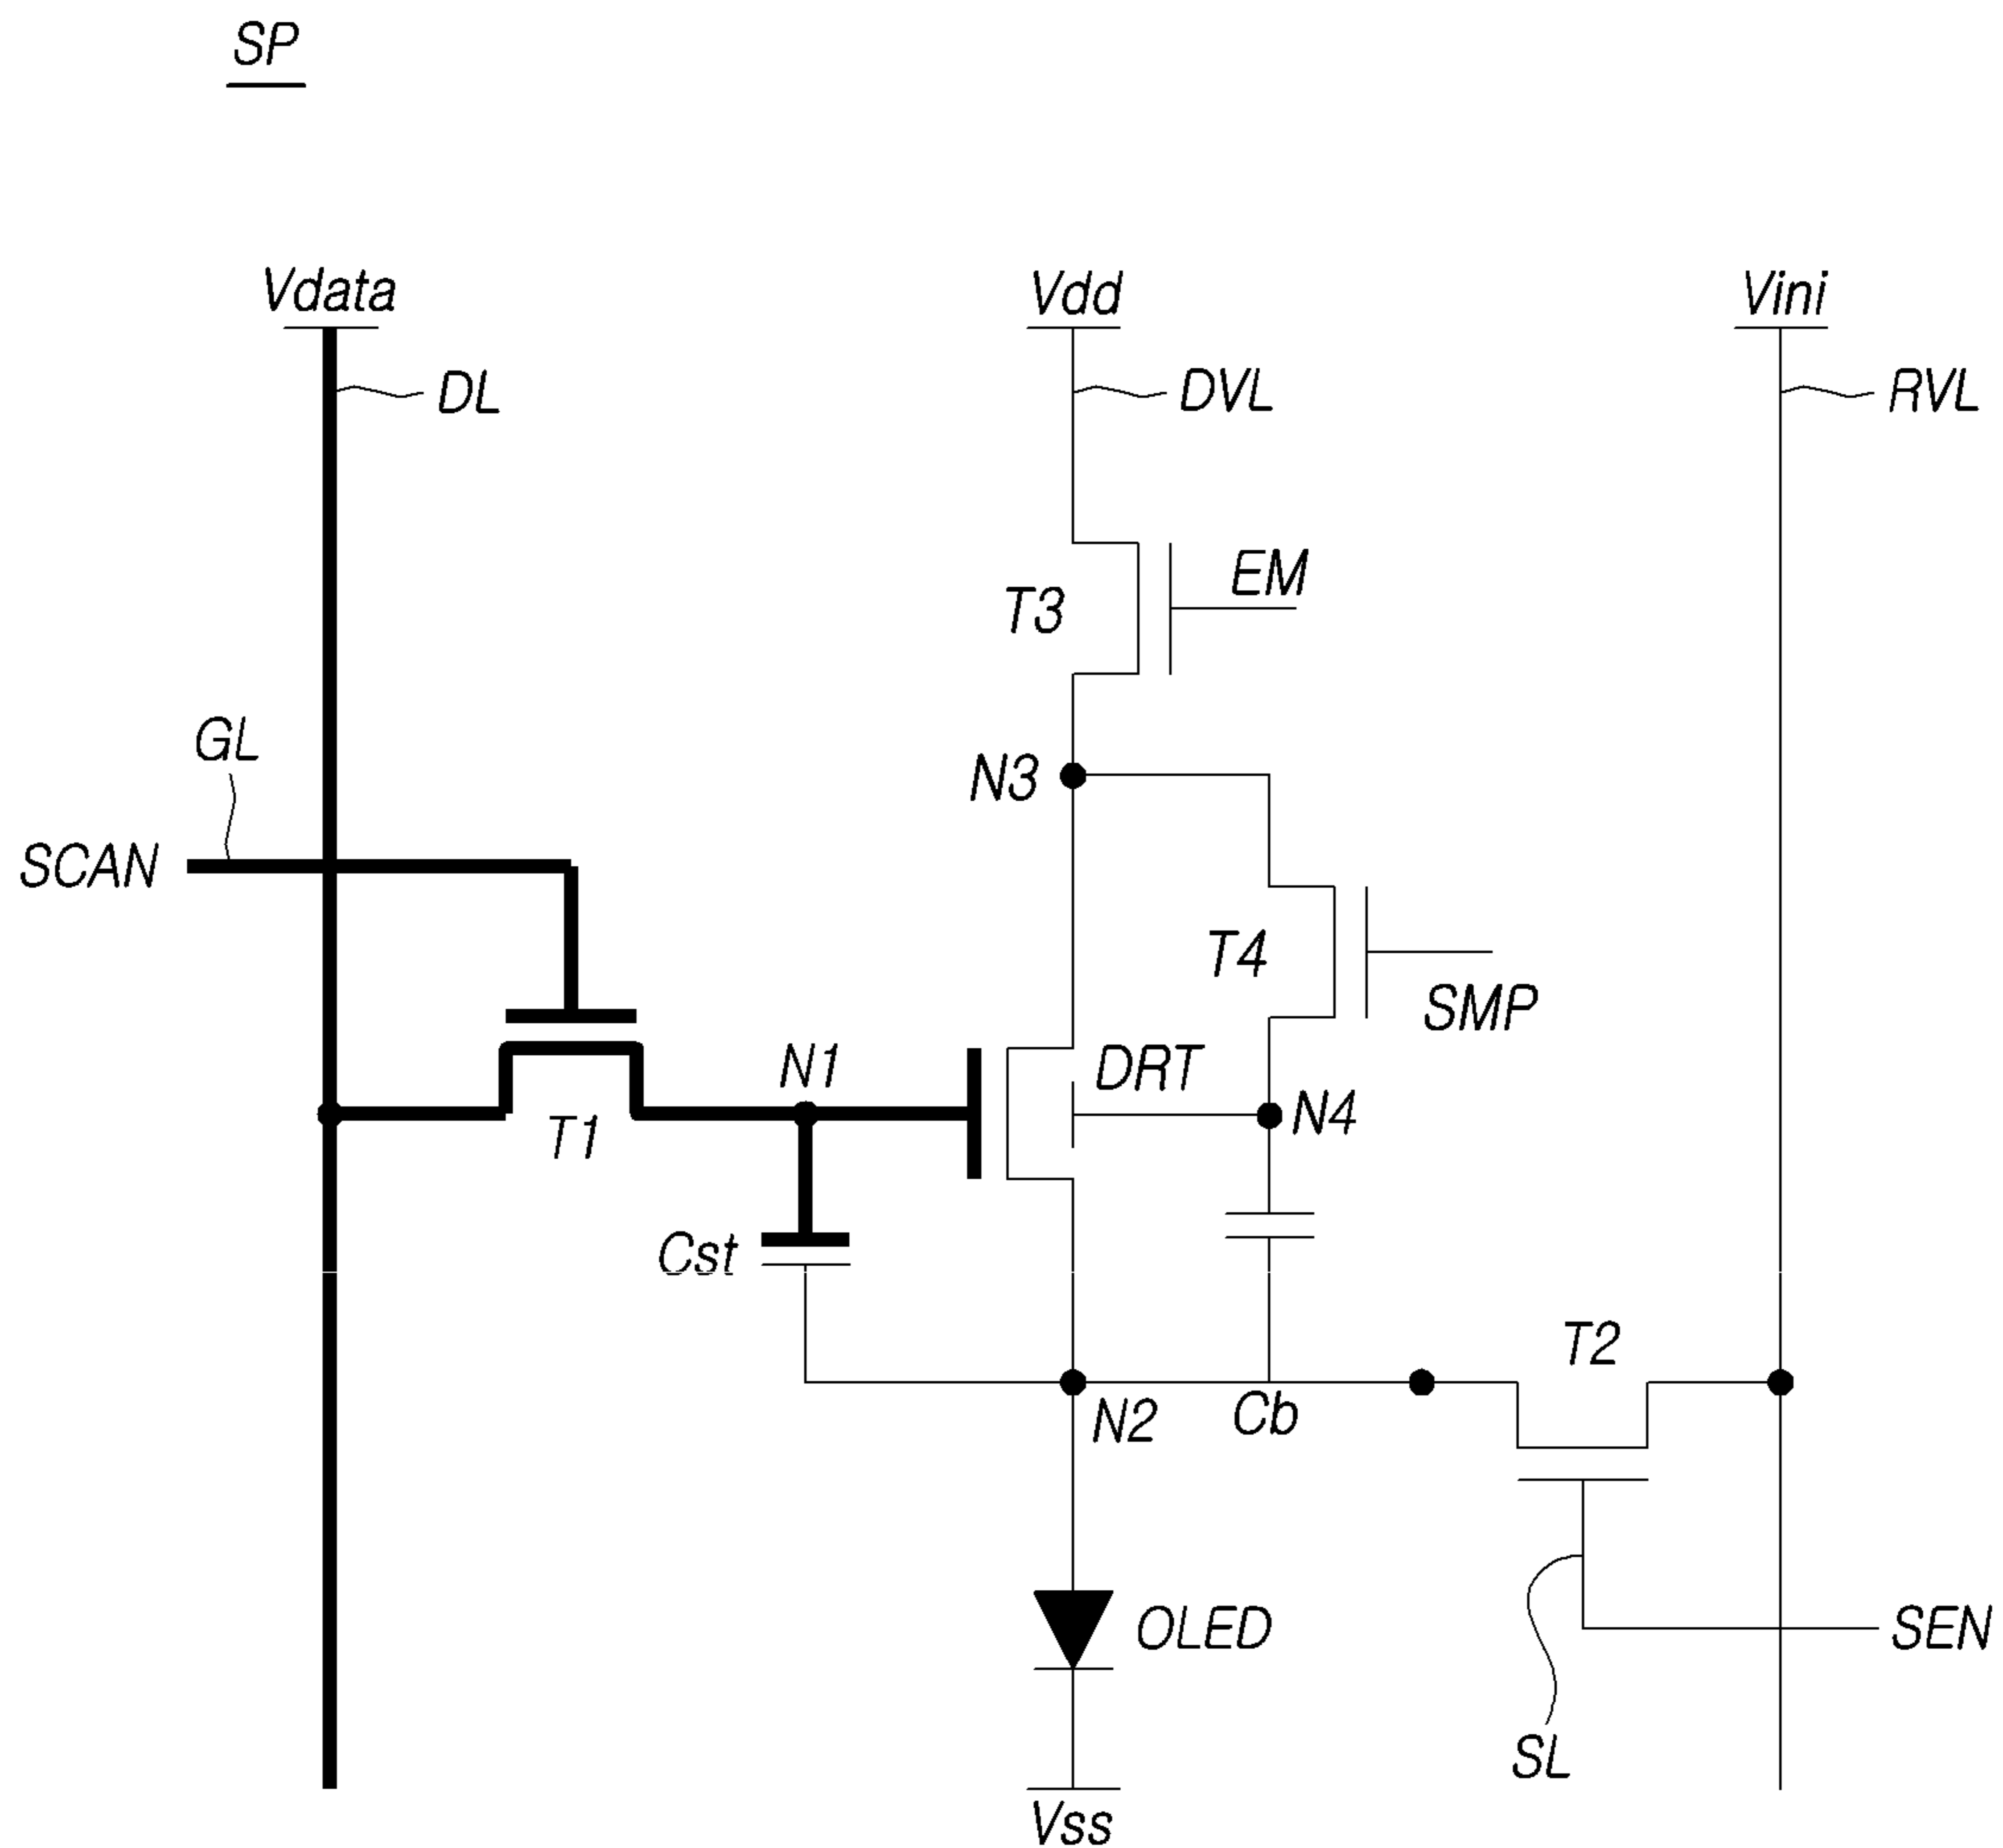 SP
Vdata
Vdd
Vini
DL
DVL
RVL
EM
T3
GL
N3
SCAN
T4
SMP
N1
DRT
N4
T1
Cst
T2
N2
Cb
OLED
SEN
SL
Vss